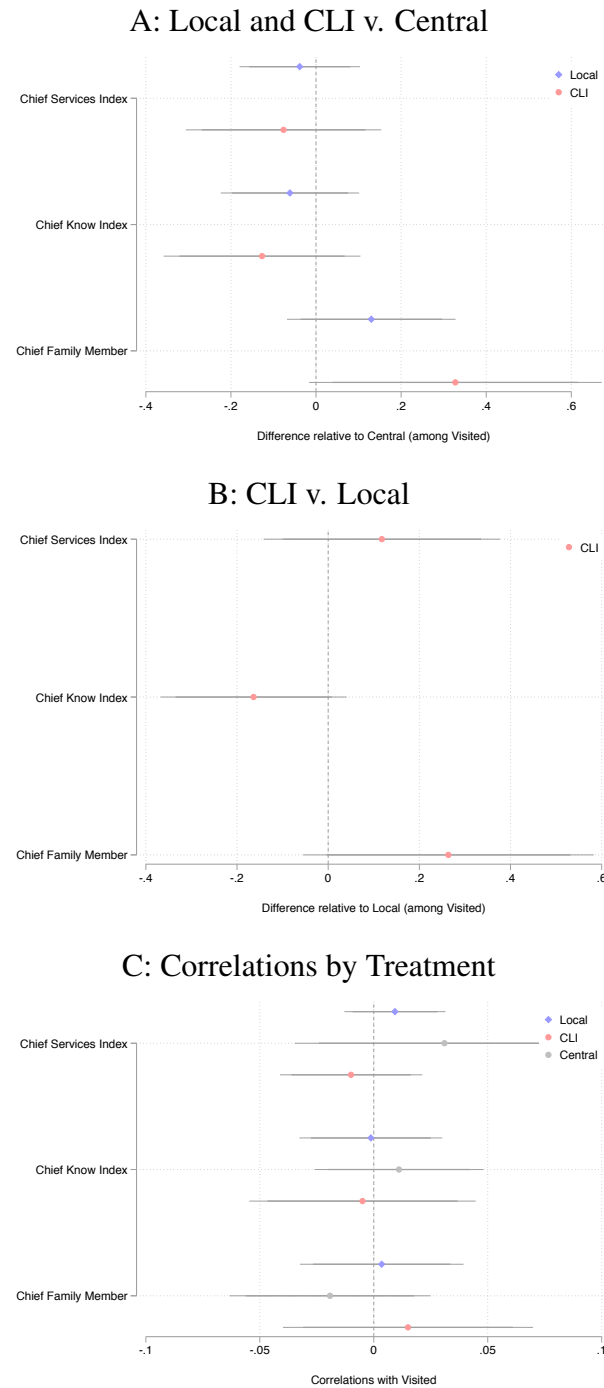 A: Local and CLI v. Central
Local
CLI
Chief Services Index
Chief Know Index
Chief Family Member
-.4 -.2 0 .2 .4 .6
Difference relative to Central (among Visited)
B: CLI v. Local
Chief Services Index
CLI
Chief Know Index
Chief Family Member
-.4 -.2 0 .2 .4 .6
Difference relative to Local (among Visited)
C: Correlations by Treatment
Local
CLI
Central
Chief Services Index
Chief Know Index
Chief Family Member
-.1 -.05 0 .05 .1
Correlations with Visited